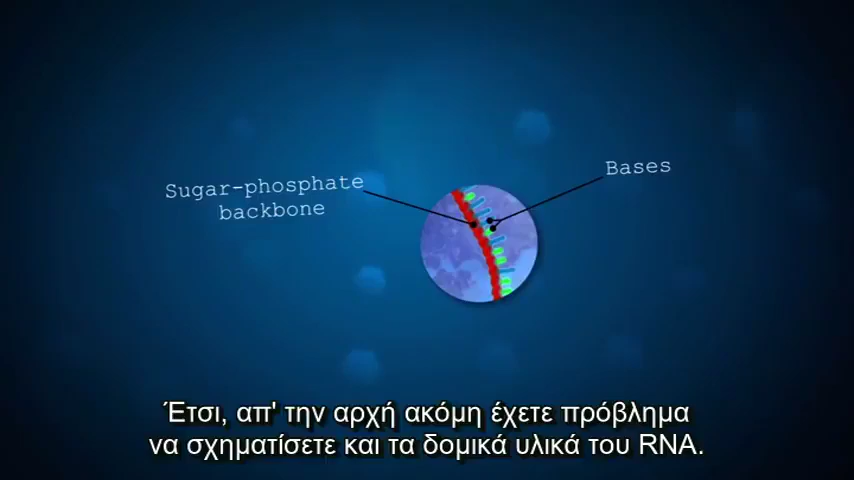 Sugar-phosphate
backbone
Bases
Έτσι, απ' την αρχή ακόμη έχετε πρόβλημα
να σχηματίσετε και τα δομικά υλικά του RNA.